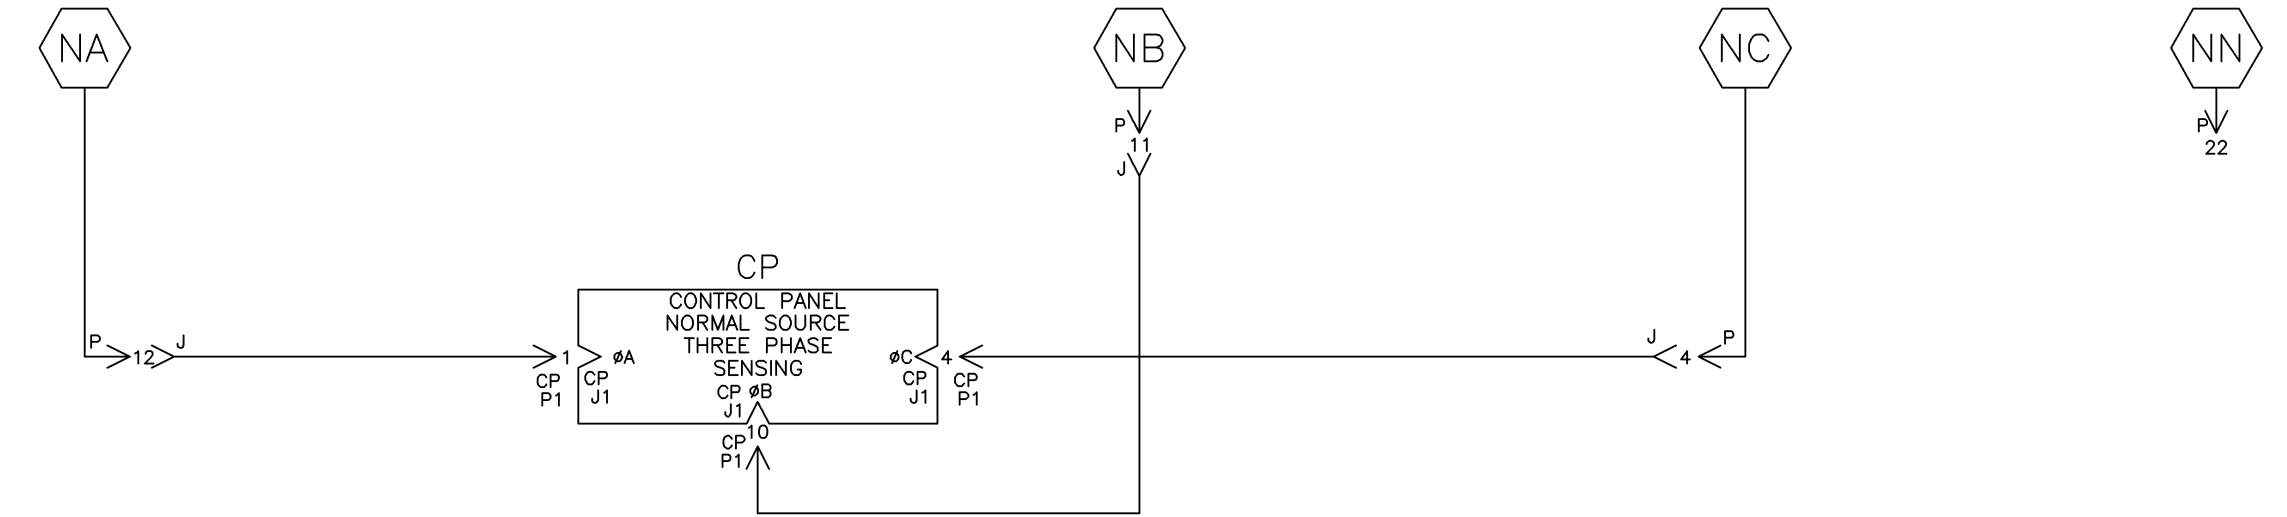 NA
NB
NC
NN
P
11
J
P
22
CP
CONTROL PANEL
NORMAL SOURCE
THREE PHASE
SENSING
P 12 J
1
øA
øC
4
J 4 P
CP
P1
CP
J1
CP øB
J1
CP
J1
CP
P1
10
CP
P1